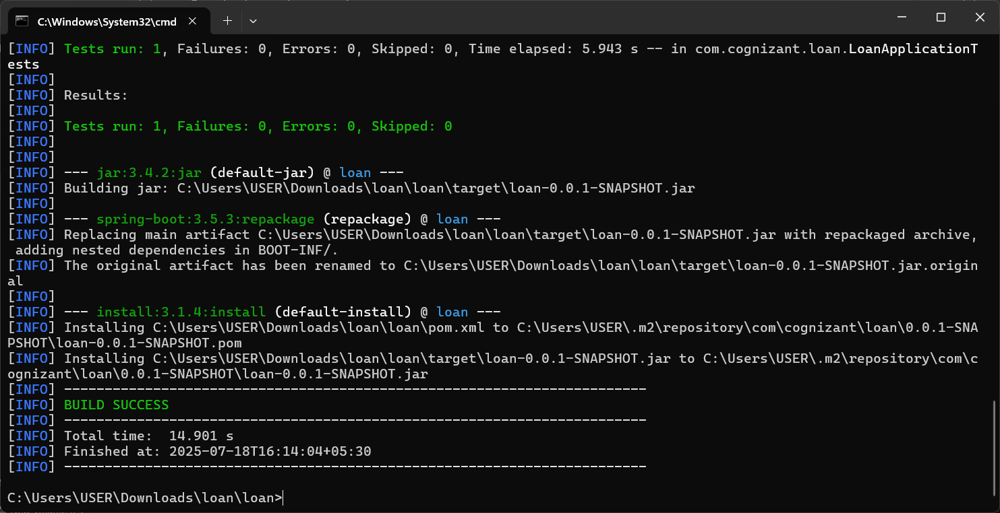 C:\Windows\System32\cmd
[INFO] Tests run: 1, Failures: 0, Errors: 0, Skipped: 0, Time elapsed: 5.943 s -- in com.cognizant.loan.LoanApplicationT
ests
[INFO]
[INFO] Results:
[INFO]
[INFO] Tests run: 1, Failures: 0, Errors: 0, Skipped: 0
[INFO]
[INFO]
[INFO] --- jar:3.4.2:jar (default-jar) @ loan ---
[INFO] Building jar: C:\Users\USER\Downloads\loan\loan\target\loan-0.0.1-SNAPSHOT.jar
[INFO]
[INFO] --- spring-boot:3.5.3:repackage (repackage) @ loan ---
[INFO] Replacing main artifact C:\Users\USER\Downloads\loan\loan\target\loan-0.0.1-SNAPSHOT.jar with repackaged archive,
 adding nested dependencies in BOOT-INF/.
[INFO] The original artifact has been renamed to C:\Users\USER\Downloads\loan\loan\target\loan-0.0.1-SNAPSHOT.jar.origin
al
[INFO]
[INFO] --- install:3.1.4:install (default-install) @ loan ---
[INFO] Installing C:\Users\USER\Downloads\loan\loan\pom.xml to C:\Users\USER\.m2\repository\com\cognizant\loan\0.0.1-SNA
PSHOT\loan-0.0.1-SNAPSHOT.pom
[INFO] Installing C:\Users\USER\Downloads\loan\loan\target\loan-0.0.1-SNAPSHOT.jar to C:\Users\USER\.m2\repository\com\c
ognizant\loan\0.0.1-SNAPSHOT\loan-0.0.1-SNAPSHOT.jar
[INFO] ------------------------------------------------------------------------
[INFO] BUILD SUCCESS
[INFO] ------------------------------------------------------------------------
[INFO] Total time:  14.901 s
[INFO] Finished at: 2025-07-18T16:14:04+05:30
[INFO] ------------------------------------------------------------------------
C:\Users\USER\Downloads\loan\loan>